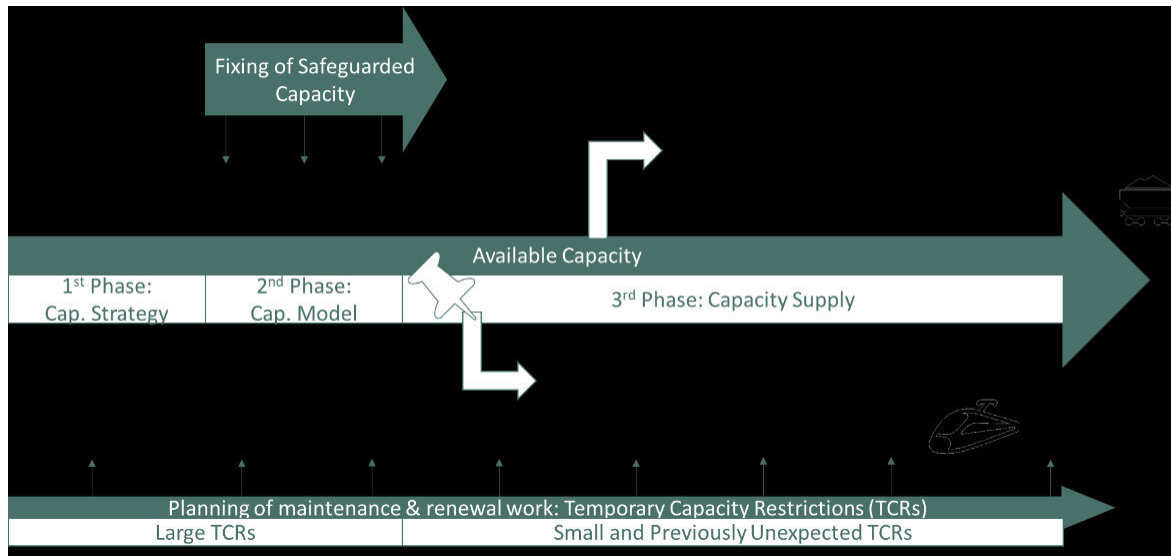 Fixing of Safeguarded
Capacity
Available Capacity
1st Phase:
Cap. Strategy
2nd Phase:
Cap. Model
3rd Phase: Capacity Supply
Planning of maintenance & renewal work: Temporary Capacity Restrictions (TCRs)
Large TCRs
Small and Previously Unexpected TCRs